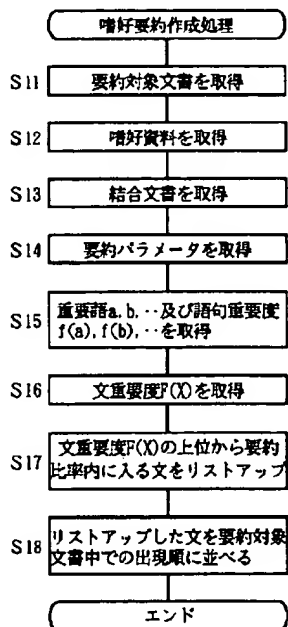 嗜好要約作成処理
S11
要約対象文書を取得
S12
嗜好資料を取得
S13
結合文書を取得
S14
要約パラメータを取得
S15
重要語a,b,‥及び語句重要度
f(a),f(b),‥を取得
S16
文重要度F(X)を取得
S17
文重要度F(X)の上位から要約
比率内に入る文をリストアップ
S18
リストアップした文を要約対象
文書中での出現順に並べる
エンド